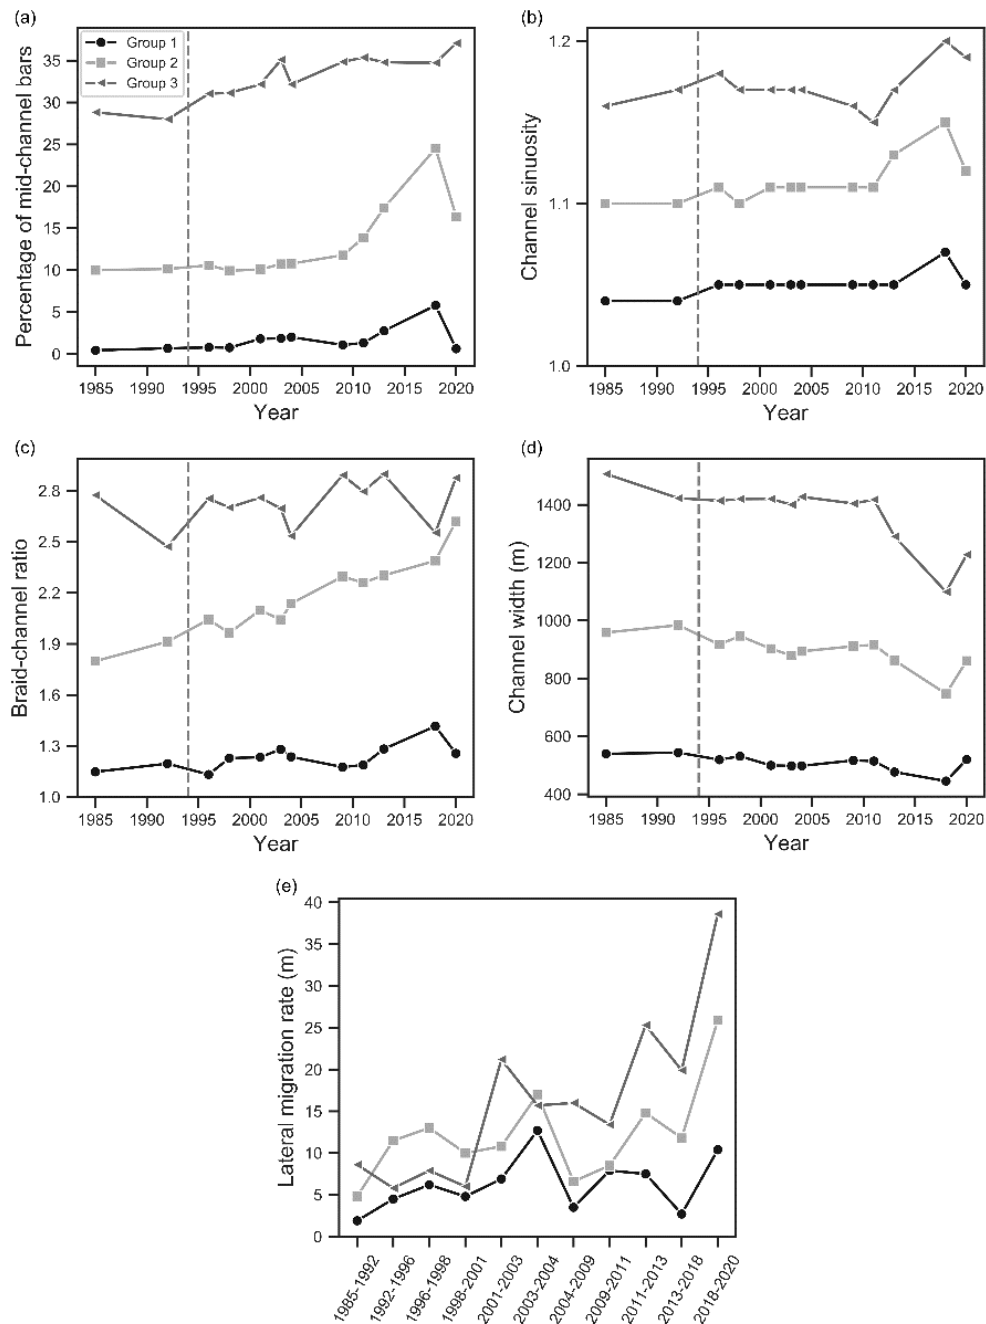 (a)
Percentage of mid-channel bars
35
30
25
20
15
10
5
0
Group 1
Group 2
Group 3
1985 1990 1995 2000 2005 2010 2015 2020
Year
(b)
Channel sinuosity
1.2
1.1
1.0
1985 1990 1995 2000 2005 2010 2015 2020
Year
(c)
Braid-channel ratio
2.8
2.5
2.2
1.9
1.6
1.3
1.0
1985 1990 1995 2000 2005 2010 2015 2020
Year
(d)
Channel width (m)
1400
1200
1000
800
600
400
1985 1990 1995 2000 2005 2010 2015 2020
Year
(e)
Lateral migration rate (m)
40
35
30
25
20
15
10
5
0
1985-1992
1992-1996
1996-1998
1998-2001
2001-2003
2003-2004
2004-2009
2009-2011
2011-2013
2013-2018
2018-2020